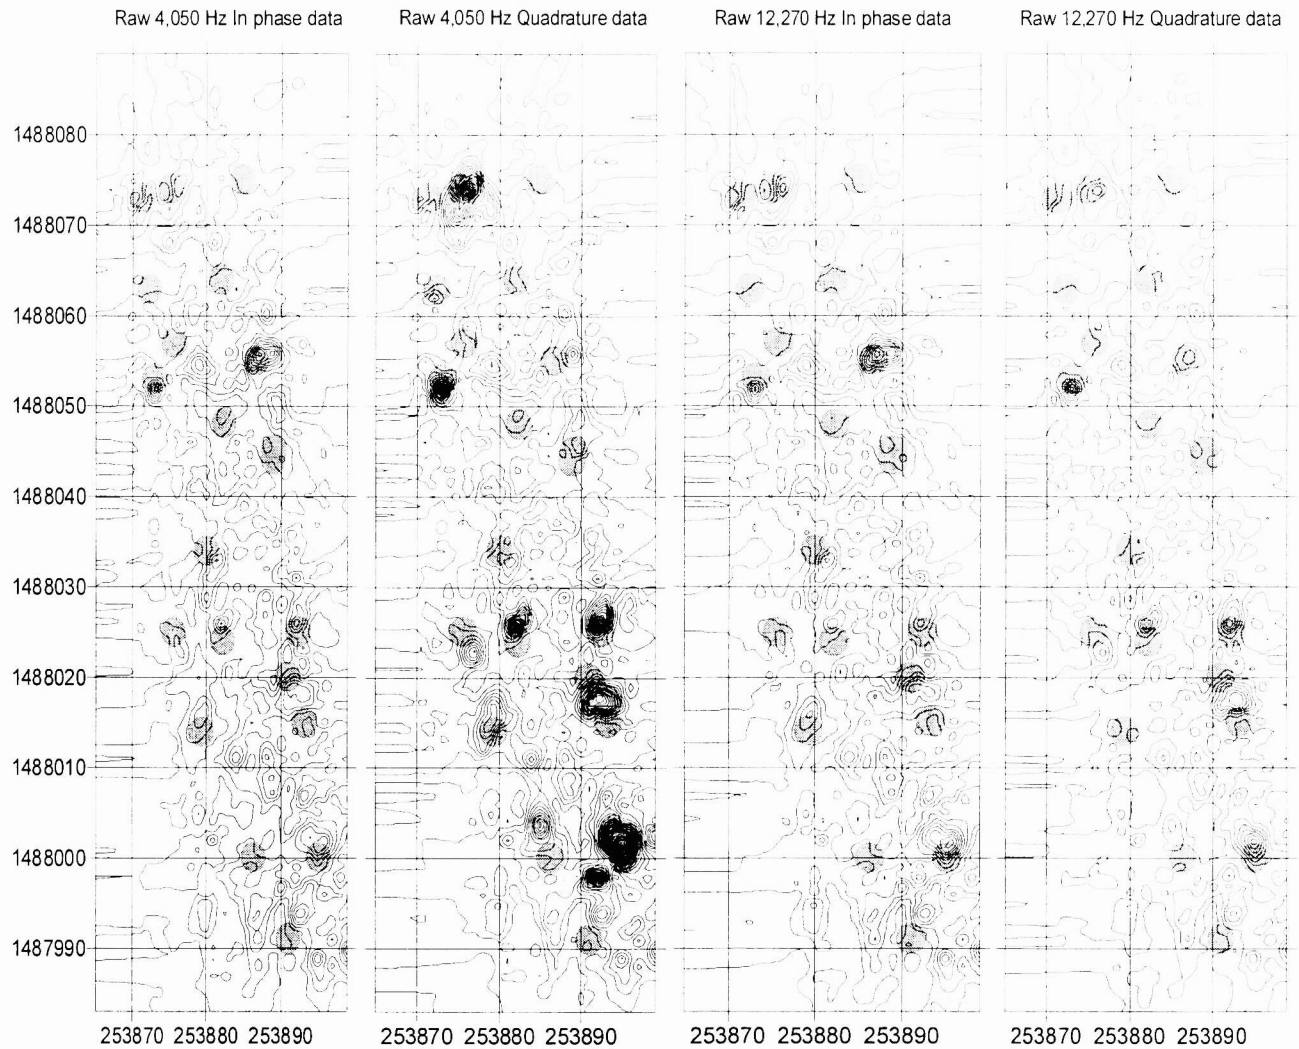 Raw 4,050 Hz In phase data
Raw 4,050 Hz Quadrature data
Raw 12,270 Hz In phase data
Raw 12,270 Hz Quadrature data
1488080
1488070
1488060
1488050
1488040
1488030
1488020
1488010
1488000
1487990
253870 253880 253890
253870 253880 253890
253870 253880 253890
253870 253880 253890